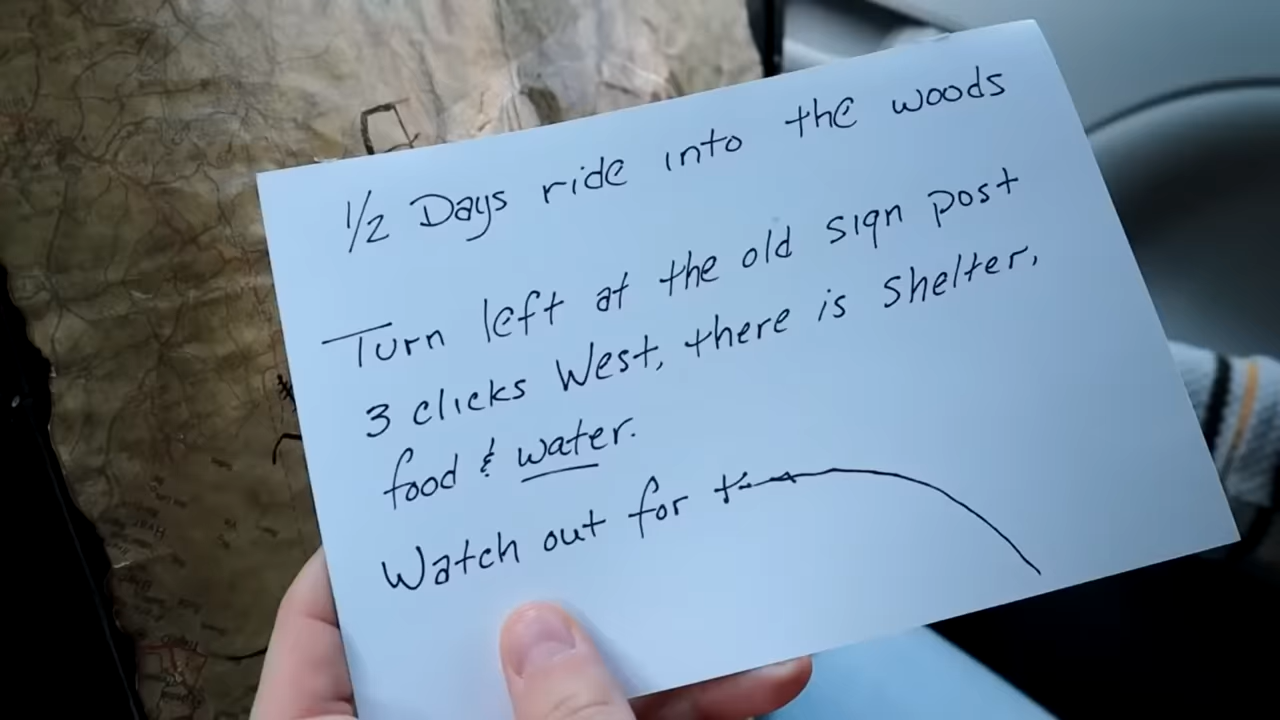 1/2 Days ride into the woods
Turn left at the old sign post
3 clicks West, there is shelter,
food & water.
Watch out for